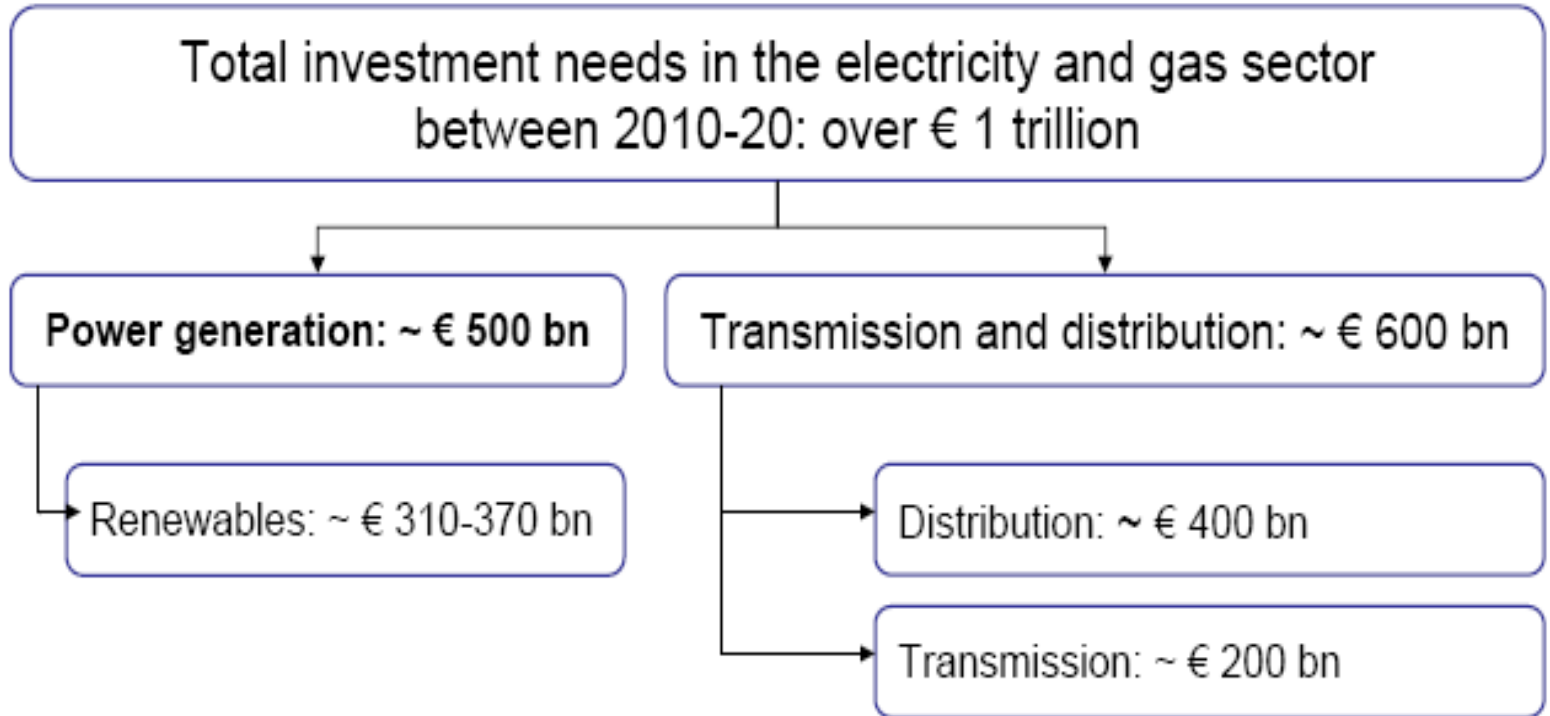 Total investment needs in the electricity and gas sector
between 2010-20: over € 1 trillion
Power generation: ~ € 500 bn
Transmission and distribution: ~ € 600 bn
Renewables: ~ € 310-370 bn
Distribution: ~ € 400 bn
Transmission: ~ € 200 bn